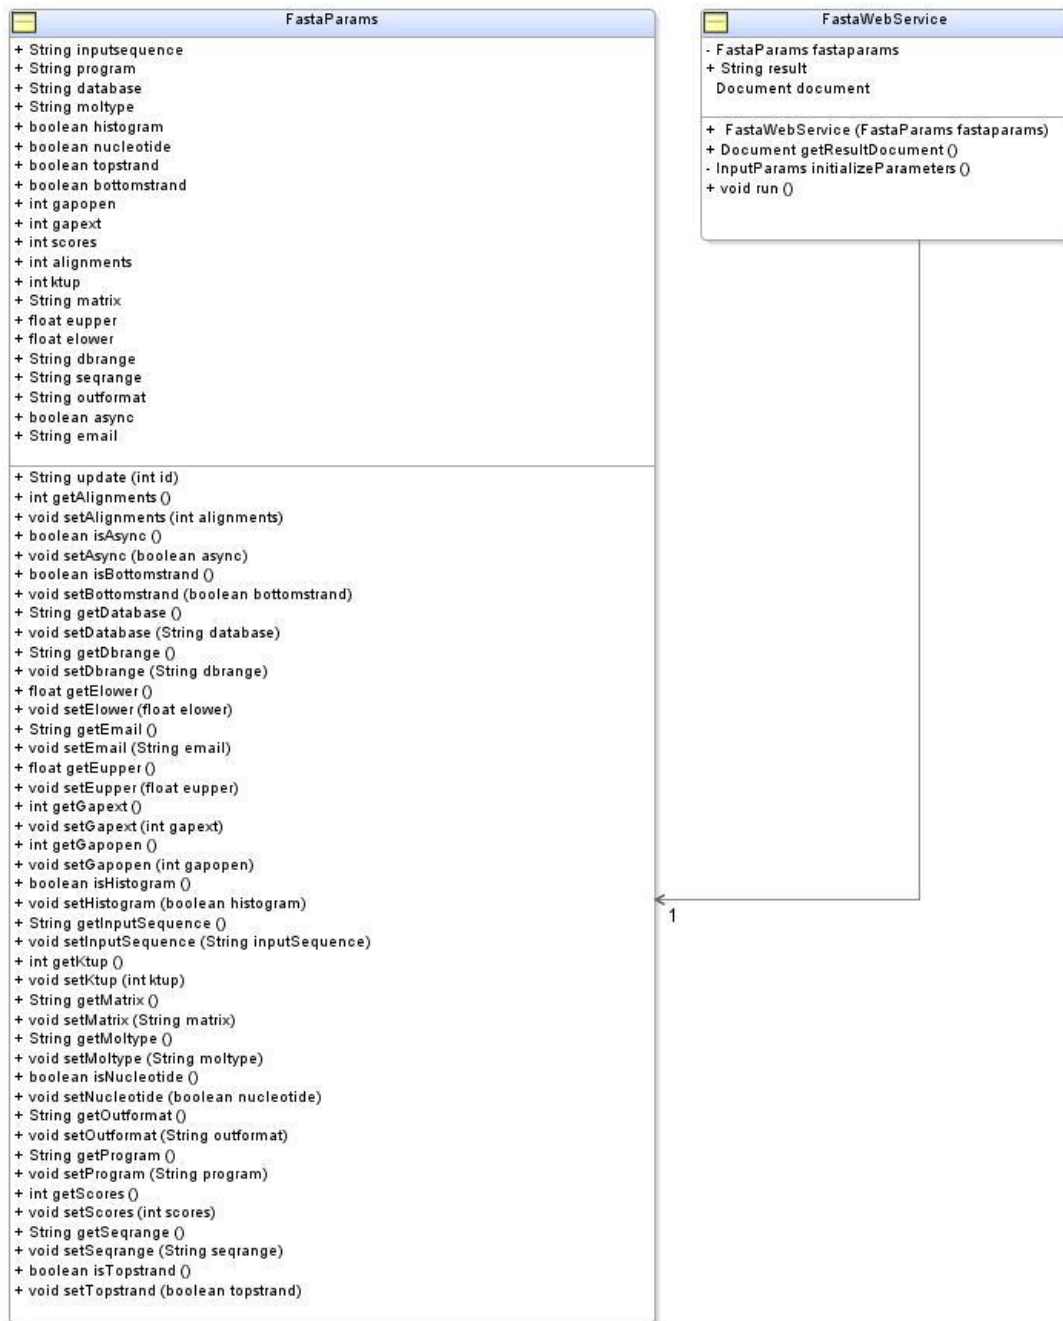 FastaParams
+ String inputsequence
+ String program
+ String database
+ String moltype
+ boolean histogram
+ boolean nucleotide
+ boolean topstrand
+ boolean bottomstrand
+ int gapopen
+ int gapext
+ int scores
+ int alignments
+ int ktup
+ String matrix
+ float eupper
+ float elower
+ String dbrange
+ String seqrange
+ String outformat
+ boolean async
+ String email
+ String update (int id)
+ int getAlignments ()
+ void setAlignments (int alignments)
+ boolean isAsync ()
+ void setAsync (boolean async)
+ boolean isBottomstrand ()
+ void setBottomstrand (boolean bottomstrand)
+ String getDatabase ()
+ void setDatabase (String database)
+ String getDbrange ()
+ void setDbrange (String dbrange)
+ float getElower ()
+ void setElower (float elower)
+ String getEmail ()
+ void setEmail (String email)
+ float getEupper ()
+ void setEupper (float eupper)
+ int getGapext ()
+ void setGapext (int gapext)
+ int getGapopen ()
+ void setGapopen (int gapopen)
+ boolean isHistogram ()
+ void setHistogram (boolean histogram)
+ String getInputSequence ()
+ void setInputSequence (String inputSequence)
+ int getKtup ()
+ void setKtup (int ktup)
+ String getMatrix ()
+ void setMatrix (String matrix)
+ String getMoltype ()
+ void setMoltype (String moltype)
+ boolean isNucleotide ()
+ void setNucleotide (boolean nucleotide)
+ String getOutformat ()
+ void setOutformat (String outformat)
+ String getProgram ()
+ void setProgram (String program)
+ int getScores ()
+ void setScores (int scores)
+ String getSeqrange ()
+ void setSeqrange (String seqrange)
+ boolean isTopstrand ()
+ void setTopstrand (boolean topstrand)
FastaWebService
- FastaParams fastaparams
+ String result
Document document
+ FastaWebService (FastaParams fastaparams)
+ Document getResultDocument ()
- InputParams initializeParameters ()
+ void run ()
1